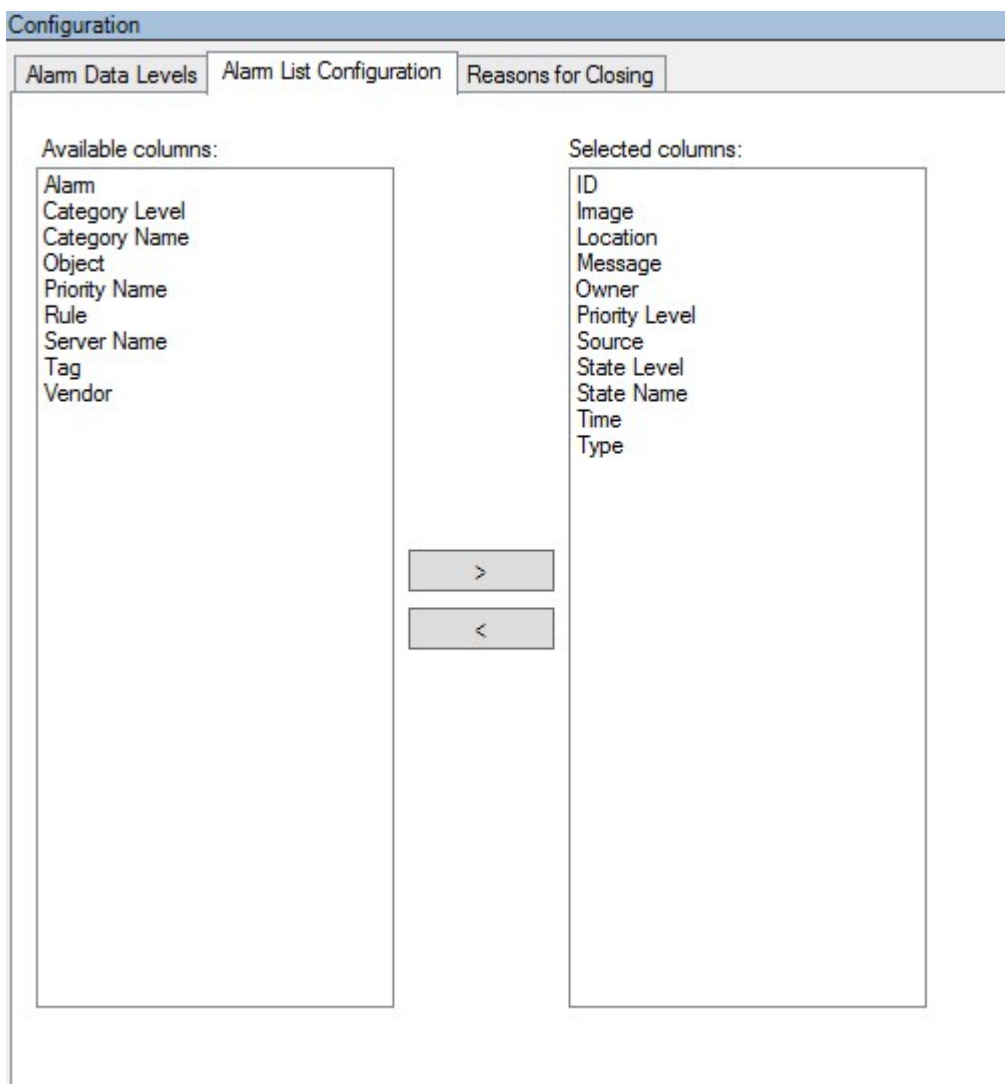 Configuration
Alarm Data Levels
Alarm List Configuration
Reasons for Closing
Available columns:
Alarm
Category Level
Category Name
Object
Priority Name
Rule
Server Name
Tag
Vendor
>
<
Selected columns:
ID
Image
Location
Message
Owner
Priority Level
Source
State Level
State Name
Time
Type